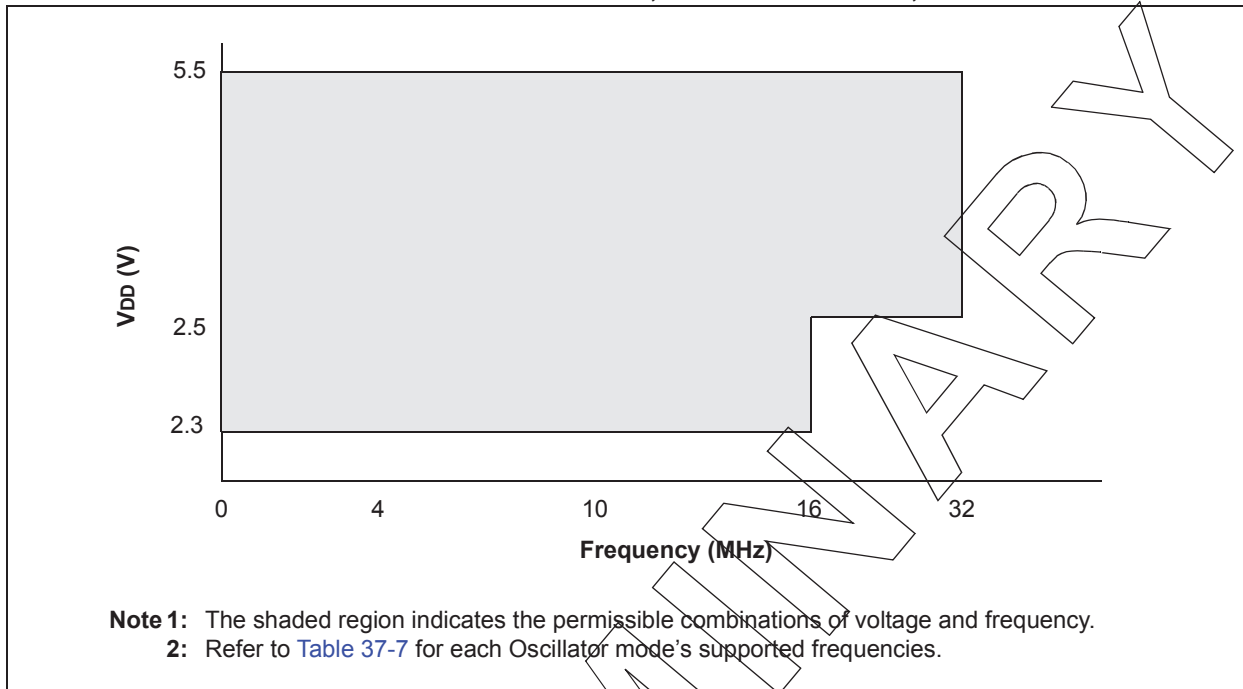 5.5
VDD (V)
2.5
2.3
0 4 10 16 32
Frequency (MHz)
Note 1: The shaded region indicates the permissible combinations of voltage and frequency.
2: Refer to Table 37-7 for each Oscillator mode's supported frequencies.
MINARY